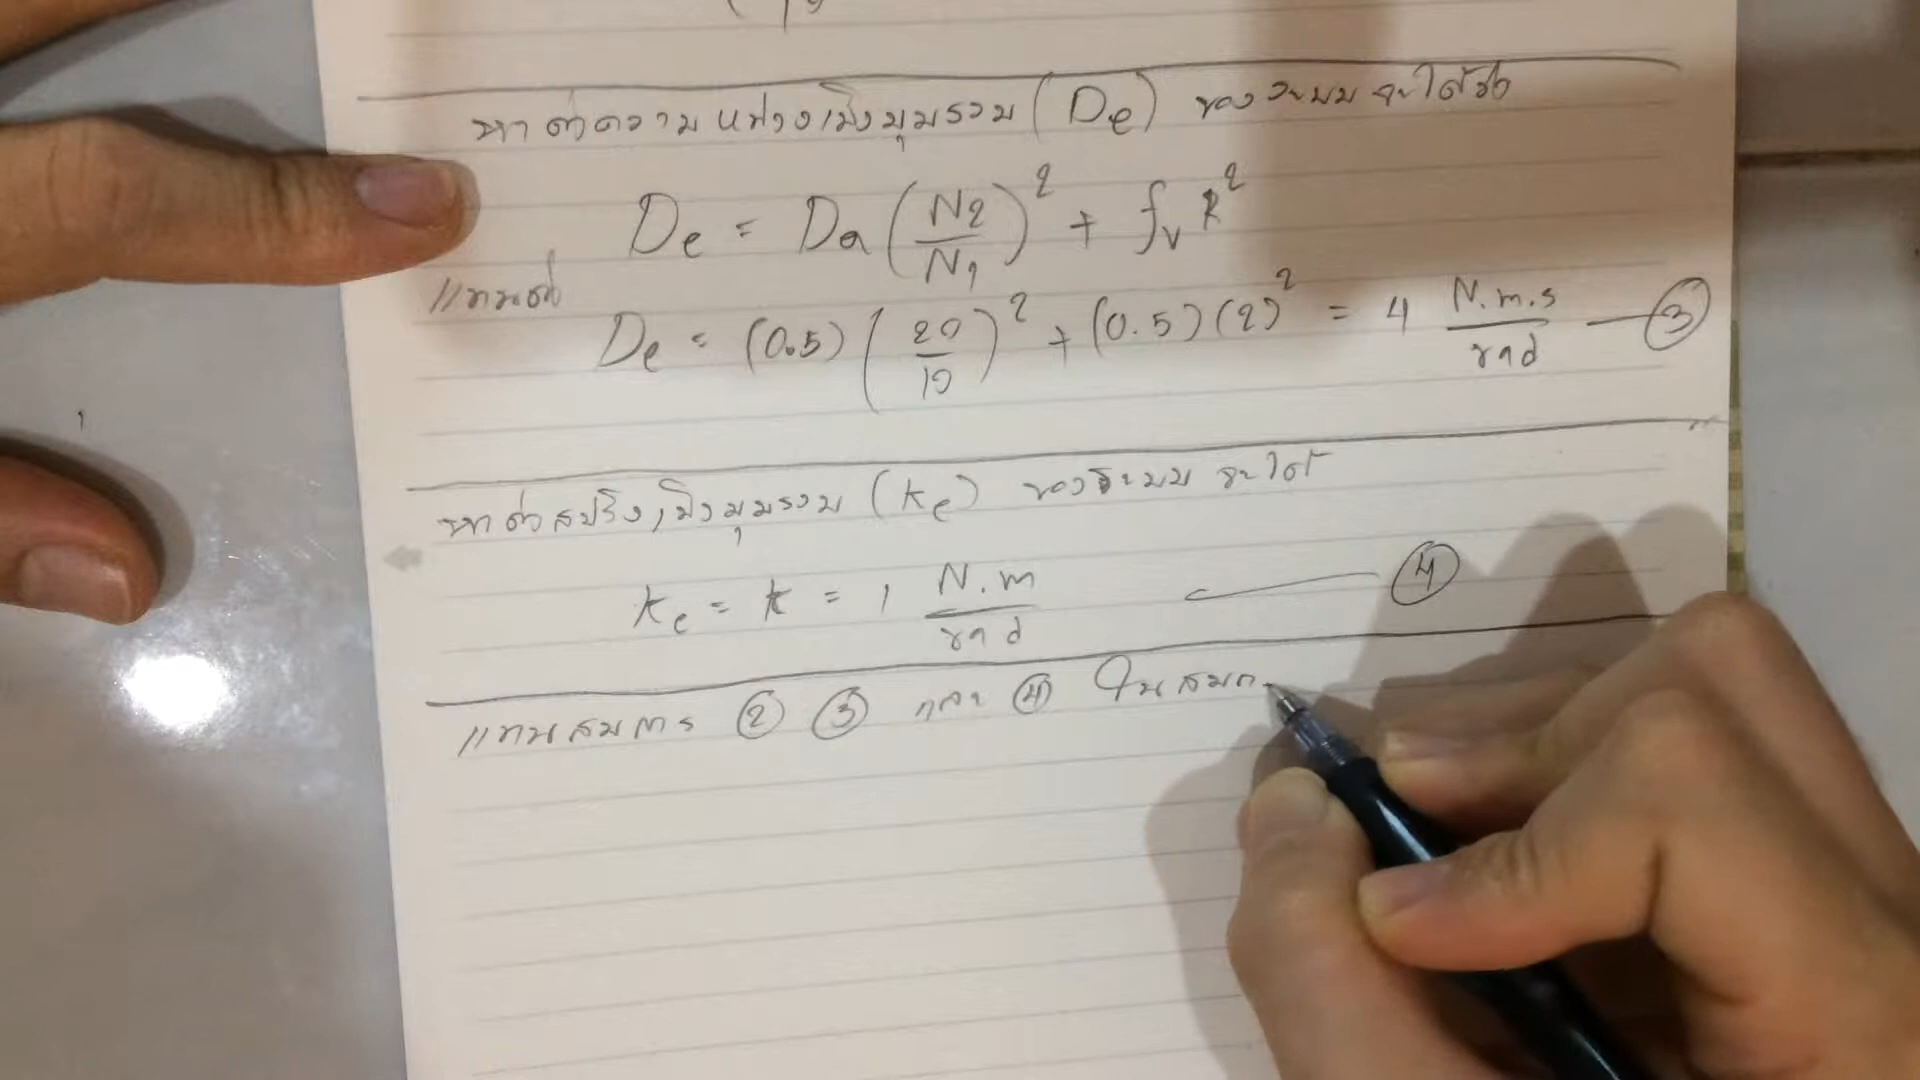 หาค่าความหน่วงเชิงมุมรวม (De) ของระบบ จะได้
De = Da (N2/N1)^2 + fv R^2
แทนค่า
De = (0.5) (20/10)^2 + (0.5) (2)^2 = 4 N.m.s/rad — ③
หาค่าสปริงเชิงมุมรวม (ke) ของระบบ จะได้
ke = k = 1 N.m/rad — ④
แทนสมการ ② ③ และ ④ ในสมก